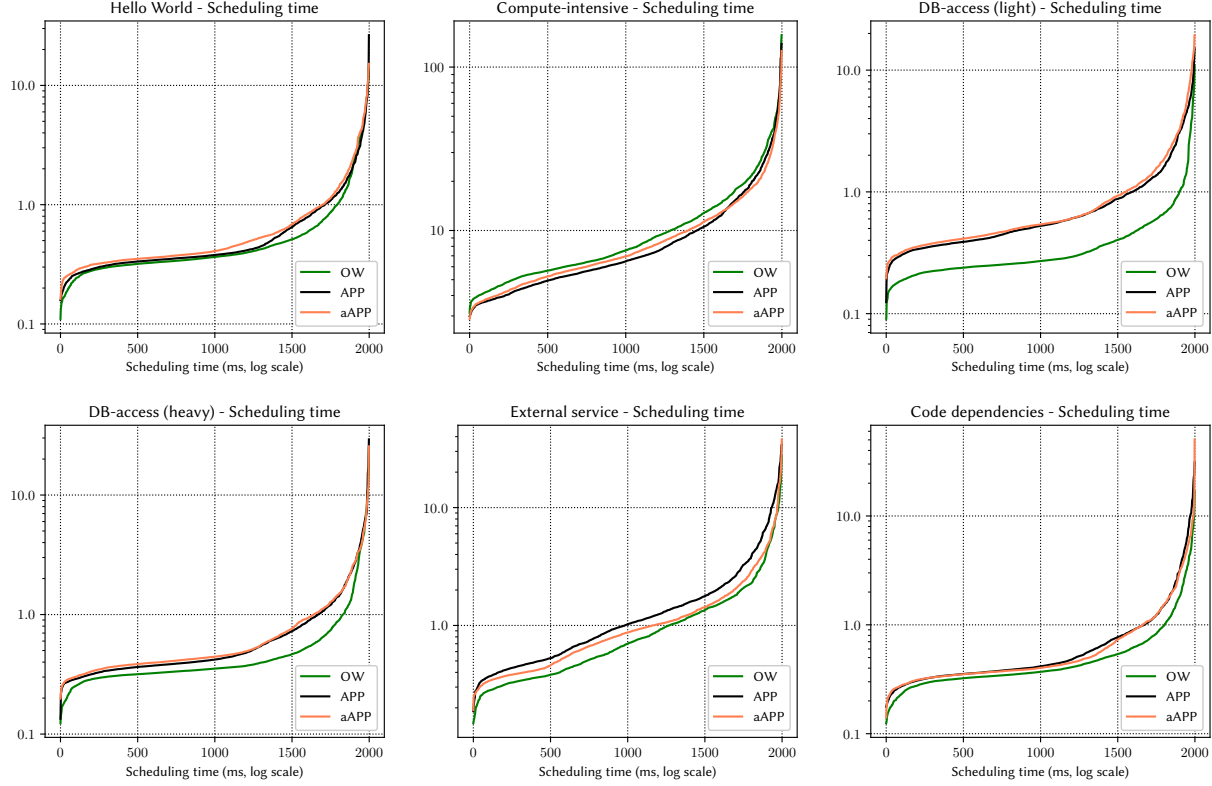 Hello World - Scheduling time
10.0
1.0
0.1
0 500 1000 1500 2000
Scheduling time (ms, log scale)
OW
APP
aAPP
Compute-intensive - Scheduling time
100
10
0 500 1000 1500 2000
Scheduling time (ms, log scale)
OW
APP
aAPP
DB-access (light) - Scheduling time
10.0
1.0
0.1
0 500 1000 1500 2000
Scheduling time (ms, log scale)
OW
APP
aAPP
DB-access (heavy) - Scheduling time
10.0
1.0
0.1
0 500 1000 1500 2000
Scheduling time (ms, log scale)
OW
APP
aAPP
External service - Scheduling time
10.0
1.0
0 500 1000 1500 2000
Scheduling time (ms, log scale)
OW
APP
aAPP
Code dependencies - Scheduling time
10.0
1.0
0.1
0 500 1000 1500 2000
Scheduling time (ms, log scale)
OW
APP
aAPP